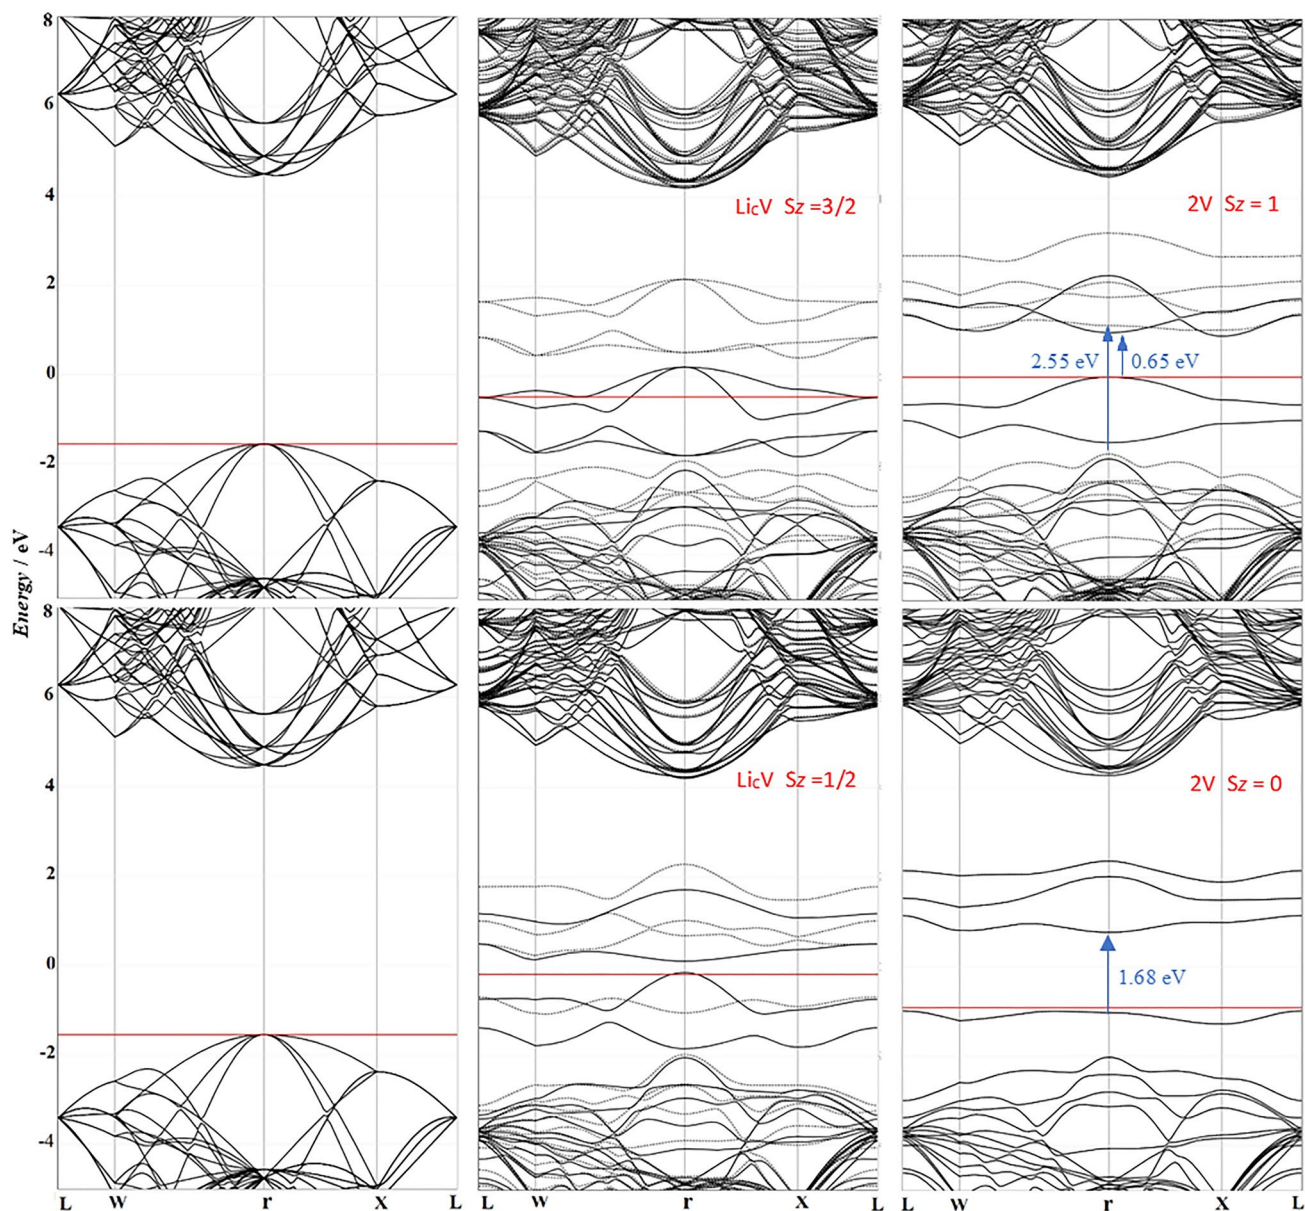 Energy / eV
8
6
4
2
0
-2
-4
LiCV Sz =3/2
2V Sz = 1
2.55 eV
0.65 eV
8
6
4
2
0
-2
-4
LiCV Sz =1/2
2V Sz = 0
1.68 eV
L W Γ X L
L W Γ X L
L W Γ X L